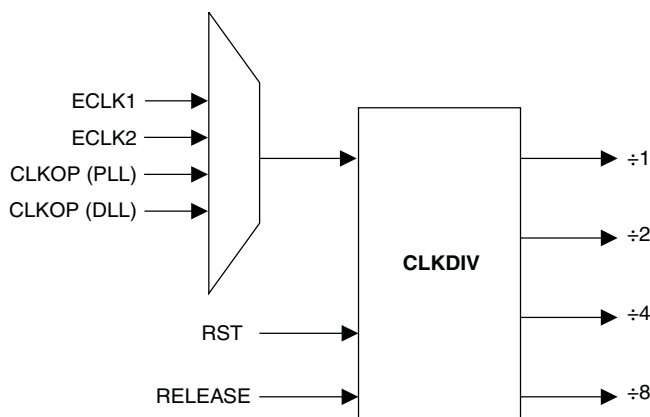 ECLK1
ECLK2
CLKOP (PLL)
CLKOP (DLL)
RST
RELEASE
CLKDIV
÷1
÷2
÷4
÷8